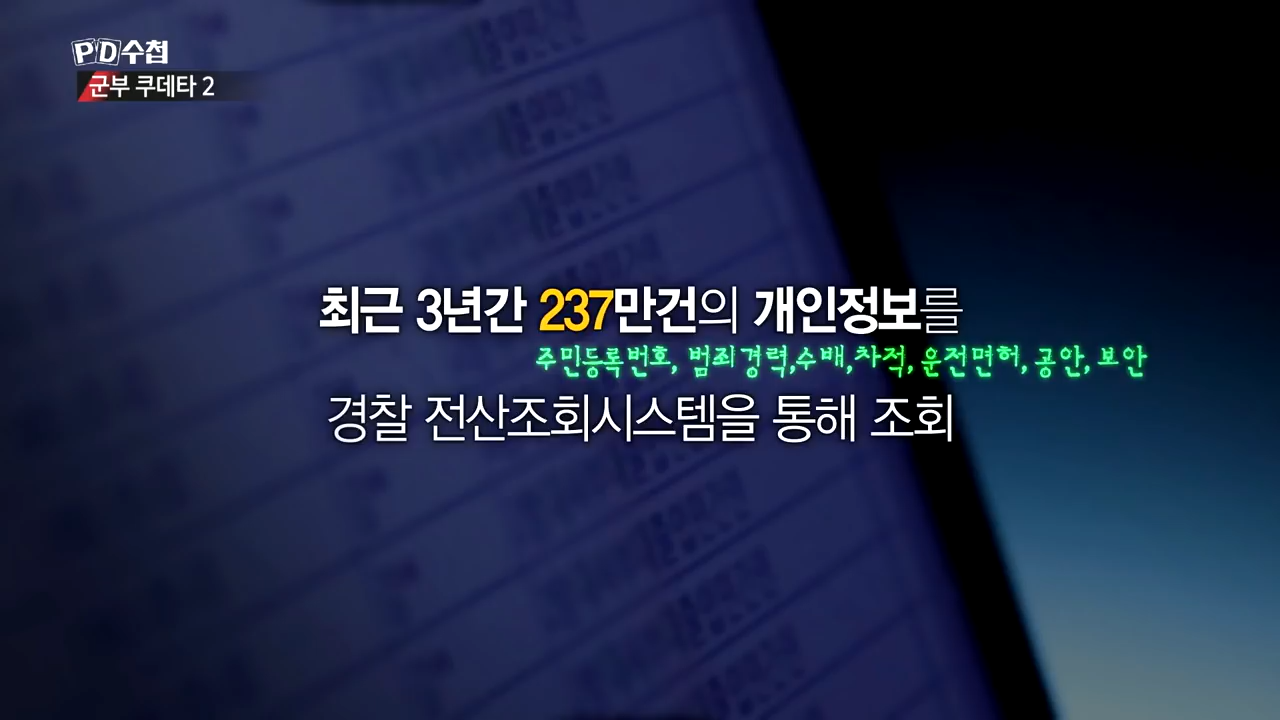 PD수첩
군부 쿠데타 2
최근 3년간 237만건의 개인정보를
주민등록번호, 범죄경력,수배,차적, 운전면허, 공안, 보안
경찰 전산조회시스템을 통해 조회